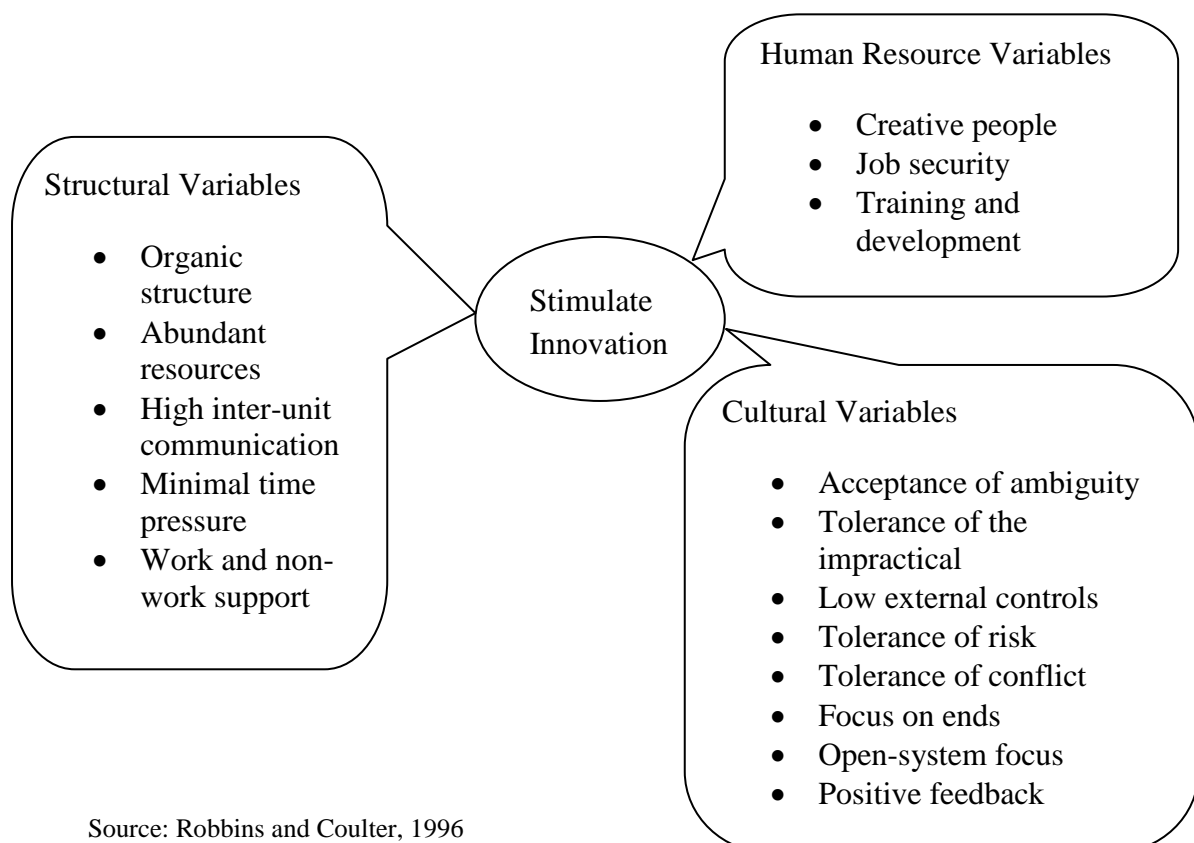 Human Resource Variables
• Creative people
• Job security
• Training and
development
Structural Variables
• Organic
structure
• Abundant
resources
• High inter-unit
communication
• Minimal time
pressure
• Work and non-
work support
Stimulate
Innovation
Cultural Variables
• Acceptance of ambiguity
• Tolerance of the
impractical
• Low external controls
• Tolerance of risk
• Tolerance of conflict
• Focus on ends
• Open-system focus
• Positive feedback
Source: Robbins and Coulter, 1996